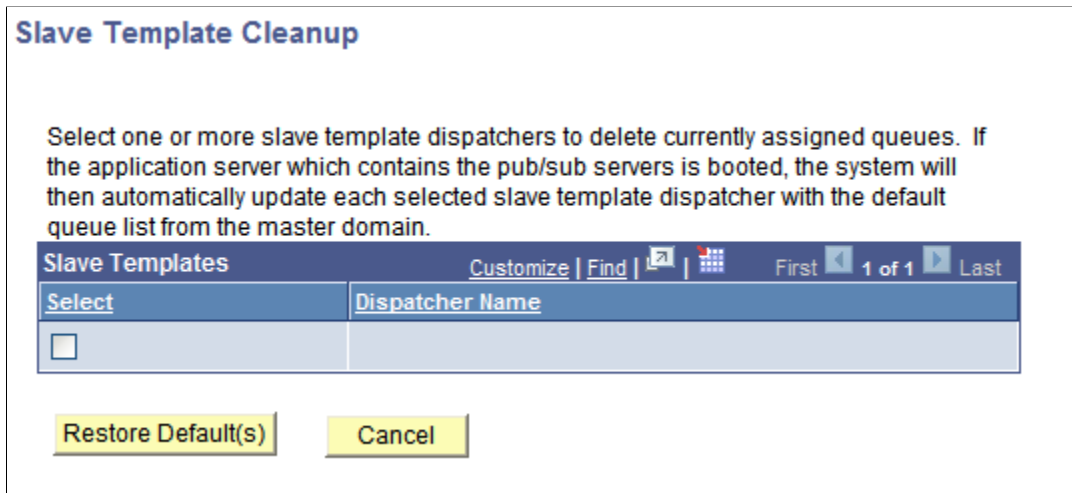 Slave Template Cleanup
Select one or more slave template dispatchers to delete currently assigned queues.  If
the application server which contains the pub/sub servers is booted, the system will
then automatically update each selected slave template dispatcher with the default
queue list from the master domain.
Slave Templates Customize | Find | | First 1 of 1 Last
Select Dispatcher Name
Restore Default(s) Cancel